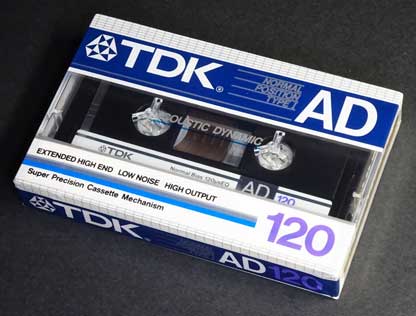 TDK®
NORMAL
POSITION
TYPE I
AD
ACOUSTIC DYNAMIC
TDK
Normal Bias 120μsEQ
AD 120
EXTENDED HIGH END LOW NOISE HIGH OUTPUT
Super Precision Cassette Mechanism
120
TDK
AD 120